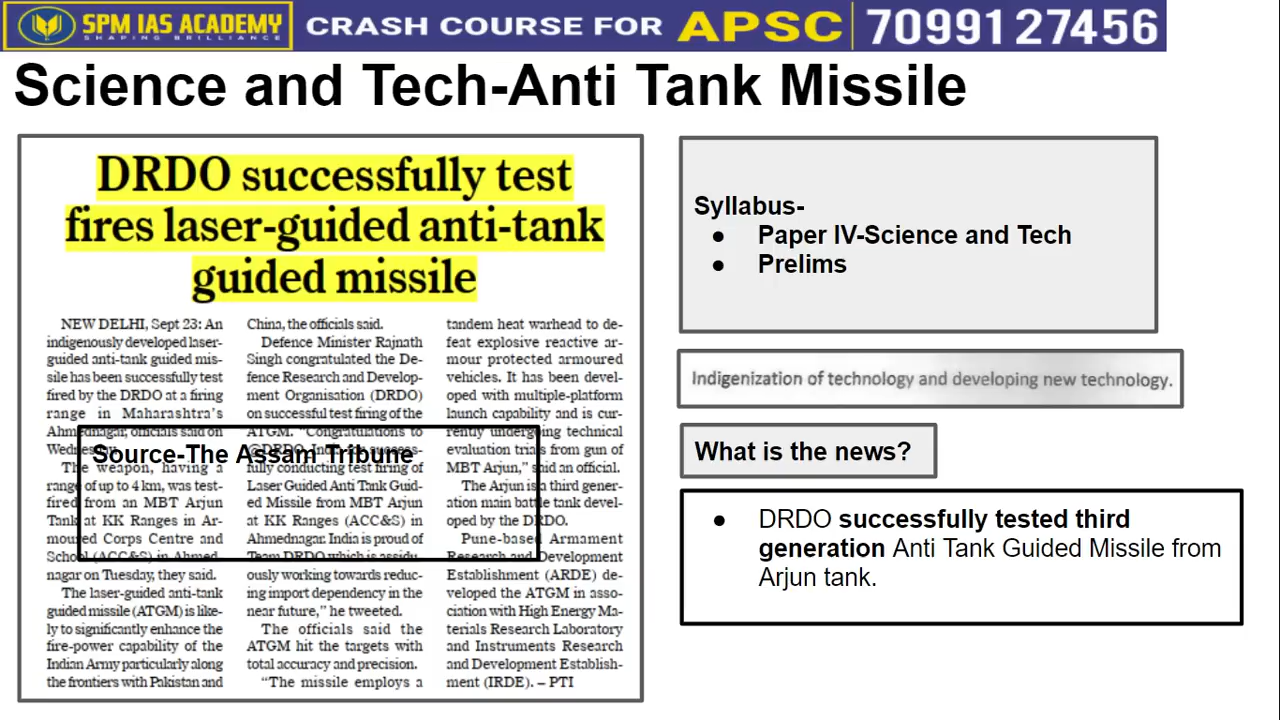 SPM IAS ACADEMY
SHAPING BRILLIANCE
CRASH COURSE FOR APSC 70991 27456
Science and Tech-Anti Tank Missile
DRDO successfully test
fires laser-guided anti-tank
guided missile
NEW DELHI, Sept 23: An
indigenously developed laser-
guided anti-tank guided mis-
sile has been successfully test
fired by the DRDO at a firing
range in Maharashtra's
Ahmednagar, officials said on
Wednesday.
The weapon, having a
range of up to 4 km, was test-
fired from an MBT Arjun
Tank at KK Ranges in Ar-
moured Corps Centre and
School (ACC&S) in Ahmed-
nagar on Tuesday, they said.
The laser-guided anti-tank
guided missile (ATGM) is like-
ly to significantly enhance the
fire-power capability of the
Indian Army particularly along
the frontiers with Pakistan and
China, the officials said.
Defence Minister Rajnath
Singh congratulated the De-
fence Research and Develop-
ment Organisation (DRDO)
on successful test firing of the
ATGM. "Congratulations to
@DRDO_India for success-
fully conducting test firing of
Laser Guided Anti Tank Guid-
ed Missile from MBT Arjun
at KK Ranges (ACC&S) in
Ahmednagar. India is proud of
Team DRDO which is assidu-
ously working towards reduc-
ing import dependency in the
near future," he tweeted.
The officials said the
ATGM hit the targets with
total accuracy and precision.
"The missile employs a
tandem heat warhead to de-
feat explosive reactive ar-
mour protected armoured
vehicles. It has been devel-
oped with multiple-platform
launch capability and is cur-
rently undergoing technical
evaluation trials from gun of
MBT Arjun," said an official.
The Arjun is a third gener-
ation main battle tank devel-
oped by the DRDO.
Pune-based Armament
Research and Development
Establishment (ARDE) de-
veloped the ATGM in asso-
ciation with High Energy Ma-
terials Research Laboratory
and Instruments Research
and Development Establish-
ment (IRDE). – PTI
Source-The Assam Tribune
Syllabus-
● Paper IV-Science and Tech
● Prelims
Indigenization of technology and developing new technology.
What is the news?
● DRDO successfully tested third
generation Anti Tank Guided Missile from
Arjun tank.